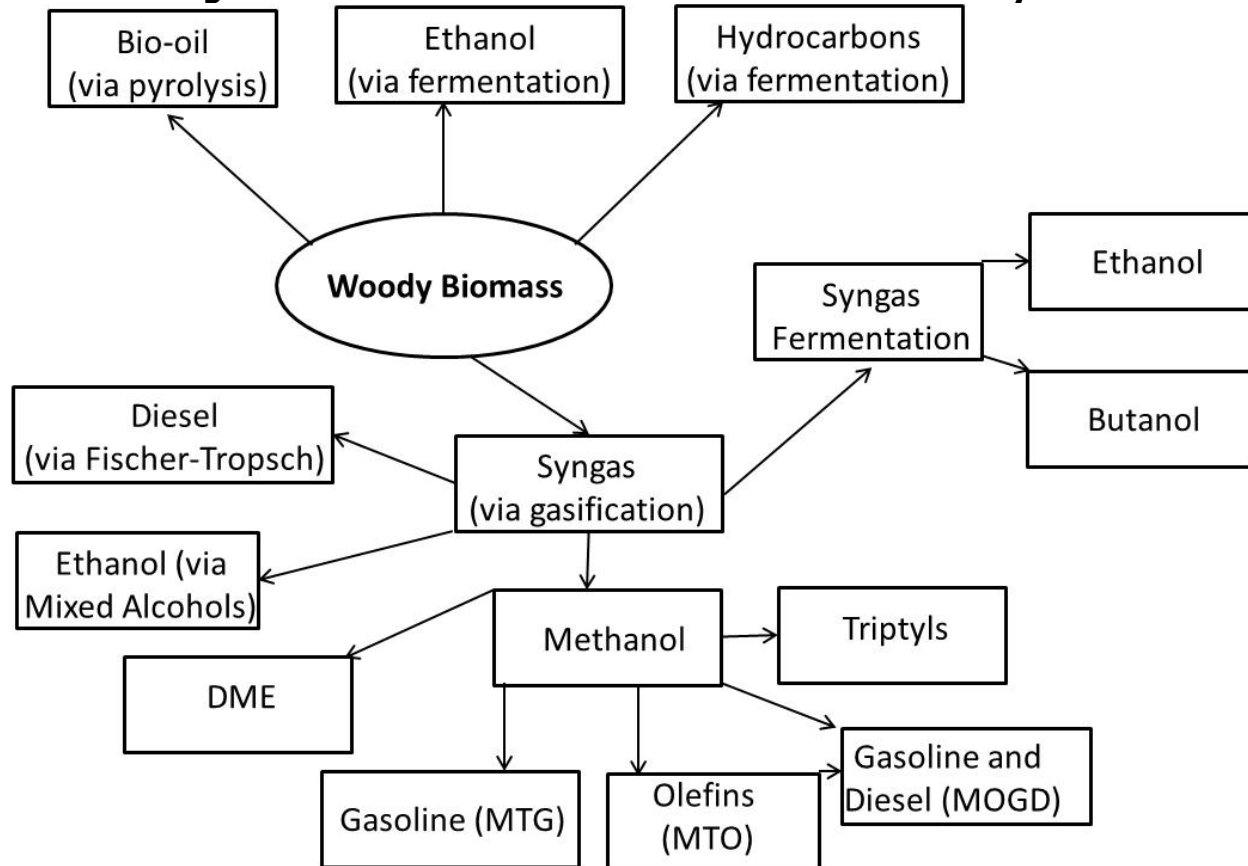 Bio-oil
(via pyrolysis)
Ethanol
(via fermentation)
Hydrocarbons
(via fermentation)
Woody Biomass
Syngas
Fermentation
Ethanol
Butanol
Diesel
(via Fischer-Tropsch)
Syngas
(via gasification)
Ethanol (via
Mixed Alcohols)
Methanol
Triptyls
DME
Gasoline (MTG)
Olefins
(MTO)
Gasoline and
Diesel (MOGD)